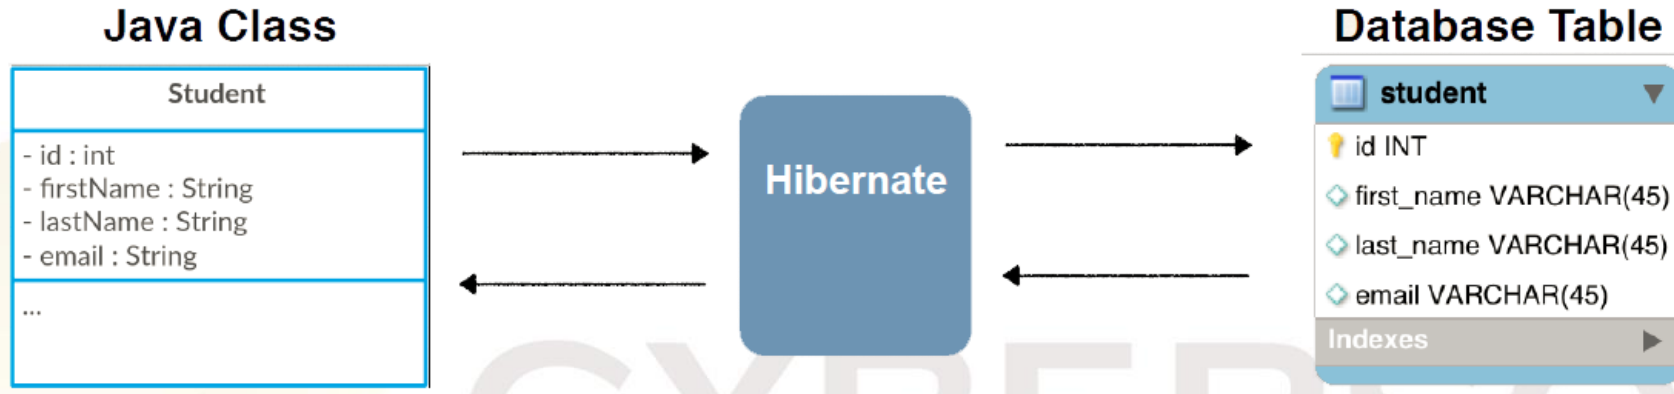 Java Class
Student
- id : int
- firstName : String
- lastName : String
- email : String
...
Hibernate
Database Table
student
id INT
first_name VARCHAR(45)
last_name VARCHAR(45)
email VARCHAR(45)
Indexes